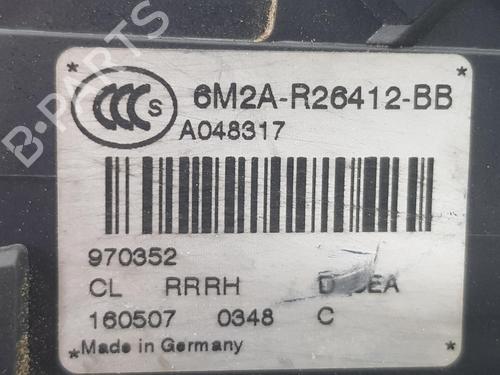 B-PARTS
CCC S
6M2A-R26412-BB
A048317
970352
CL RRRH
160507 0348 C
Made in Germany